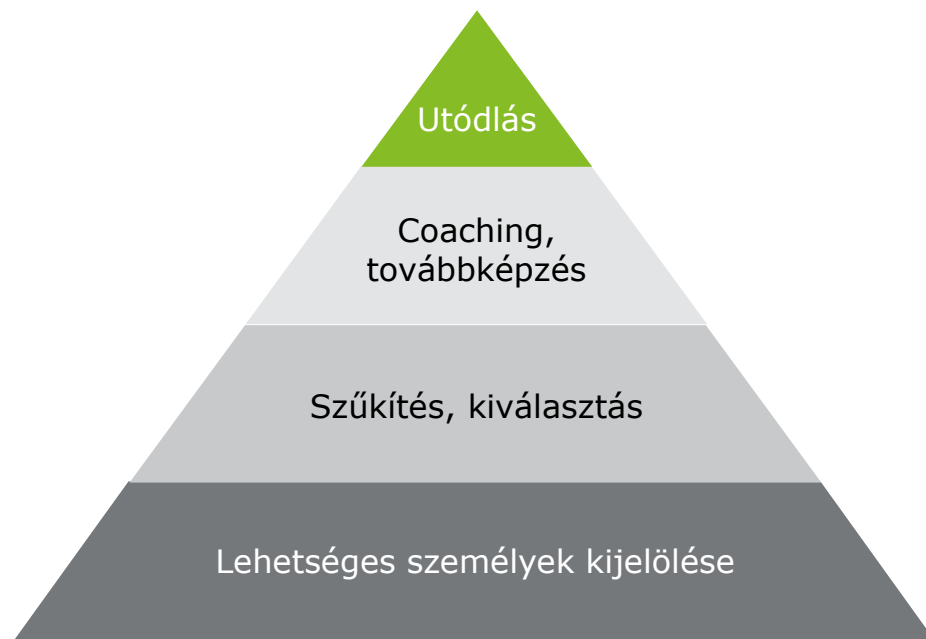 Utódlás
Coaching,
továbbképzés
Szűkítés, kiválasztás
Lehetséges személyek kijelölése